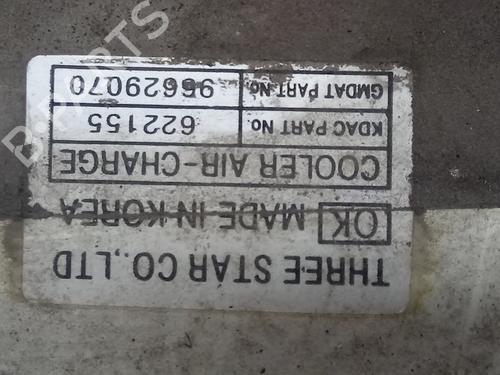 THREE STAR CO.,LTD
OK MADE IN KOREA
COOLER AIR-CHARGE
KDAC PART No 622155
GMDAT PART No 96629070
B-PARTS